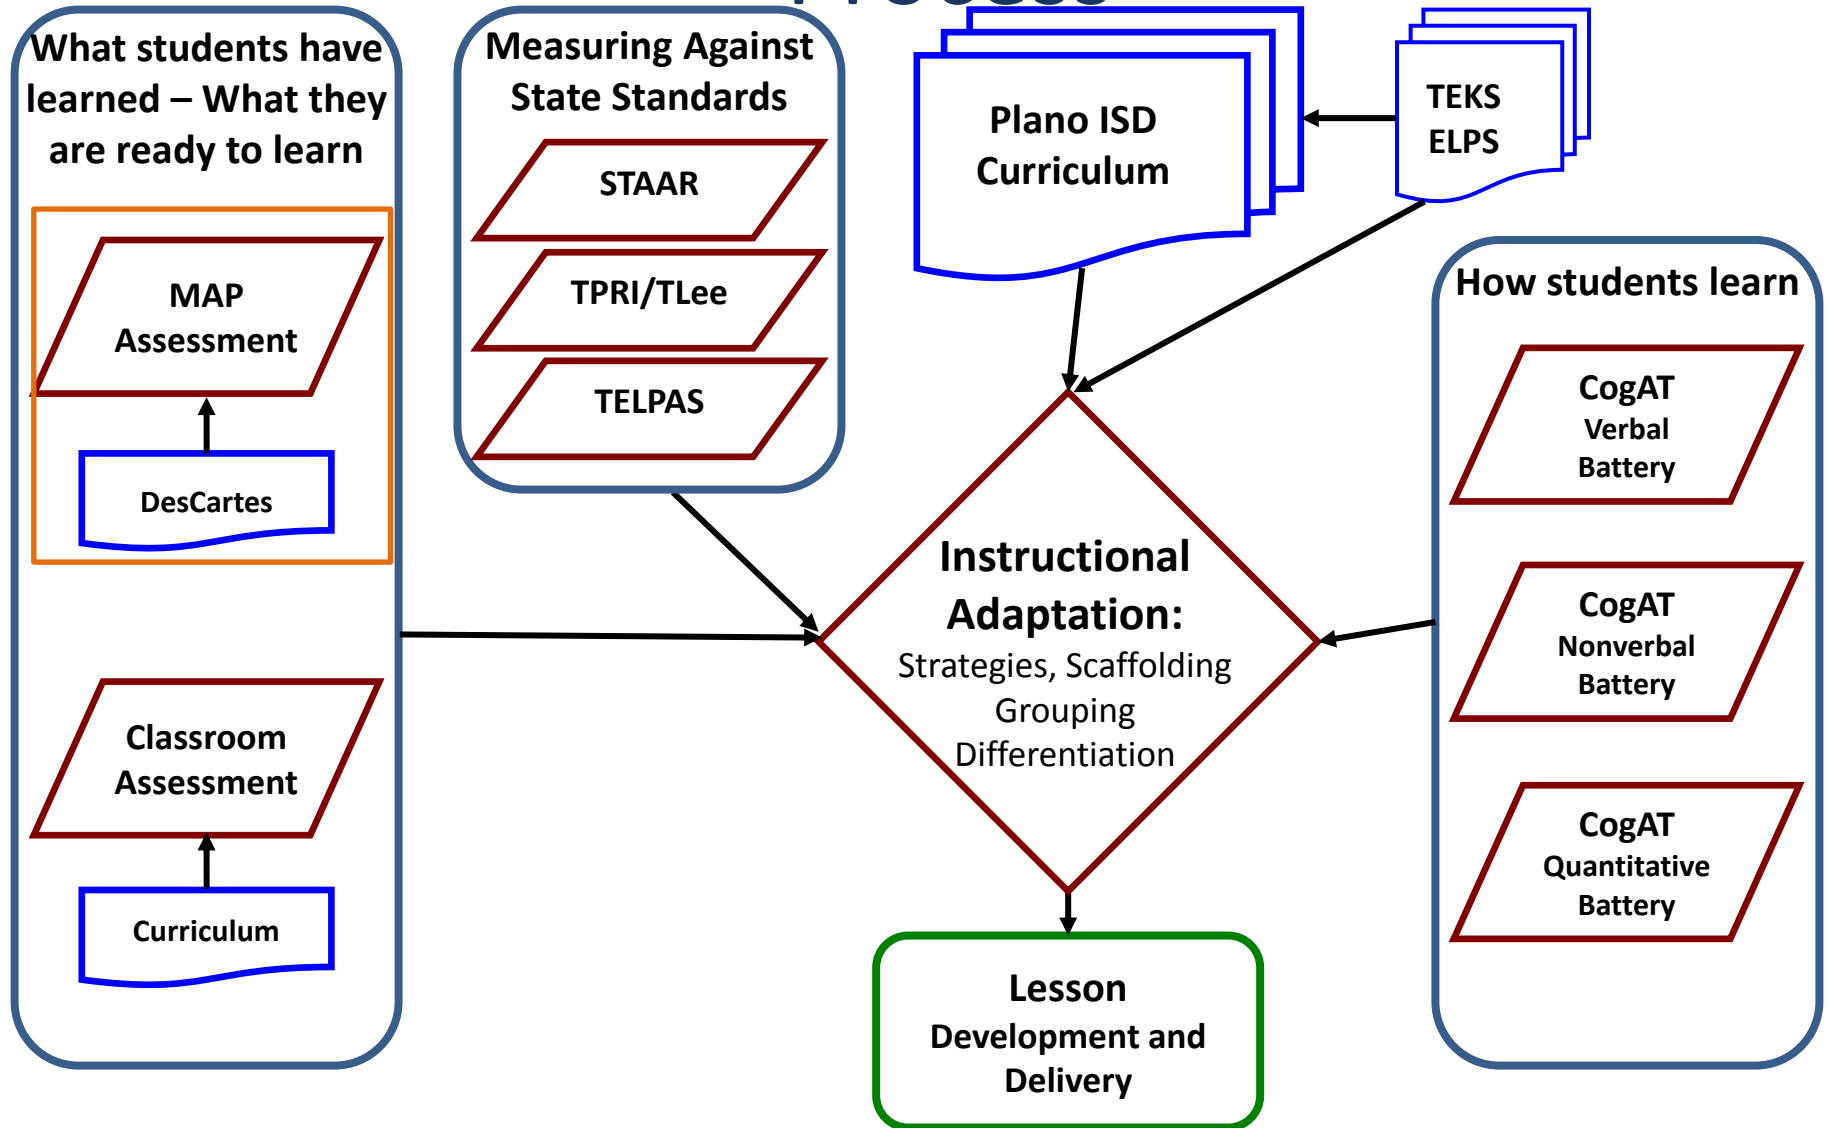 Process
What students have
learned – What they
are ready to learn
MAP
Assessment
DesCartes
Classroom
Assessment
Curriculum
Measuring Against
State Standards
STAAR
TPRI/TLee
TELPAS
Plano ISD
Curriculum
TEKS
ELPS
Instructional
Adaptation:
Strategies, Scaffolding
Grouping
Differentiation
Lesson
Development and
Delivery
How students learn
CogAT
Verbal
Battery
CogAT
Nonverbal
Battery
CogAT
Quantitative
Battery